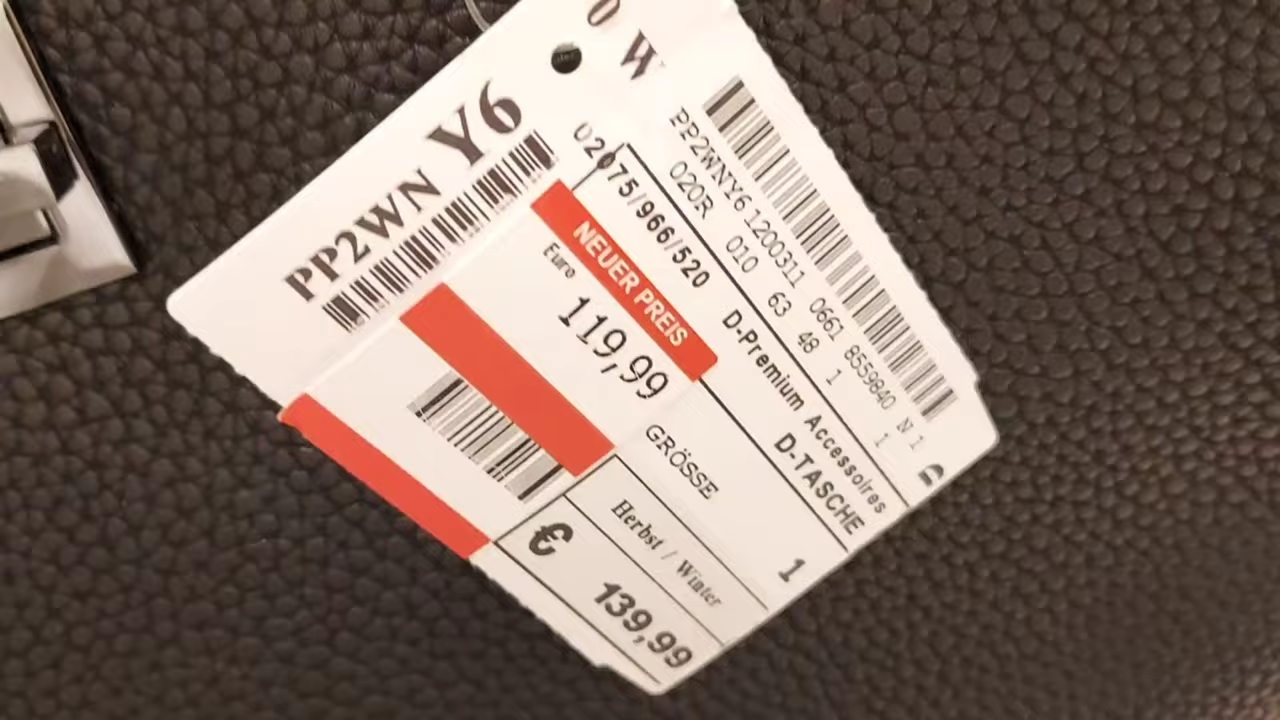 0
W
PP2WN Y6
PP2WNY6 1200311 0661 8559840 N 1
020R 010 63 48 1 1
02075/966/520
D-Premium Accessoires
D-TASCHE
NEUER PREIS
Euro
119,99
GRÖSSE
1
Herbst / Winter
€ 139,99